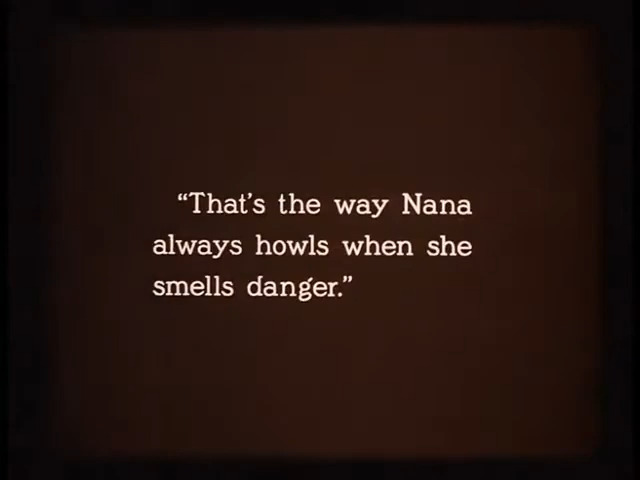 “That’s the way Nana
always howls when she
smells danger.”